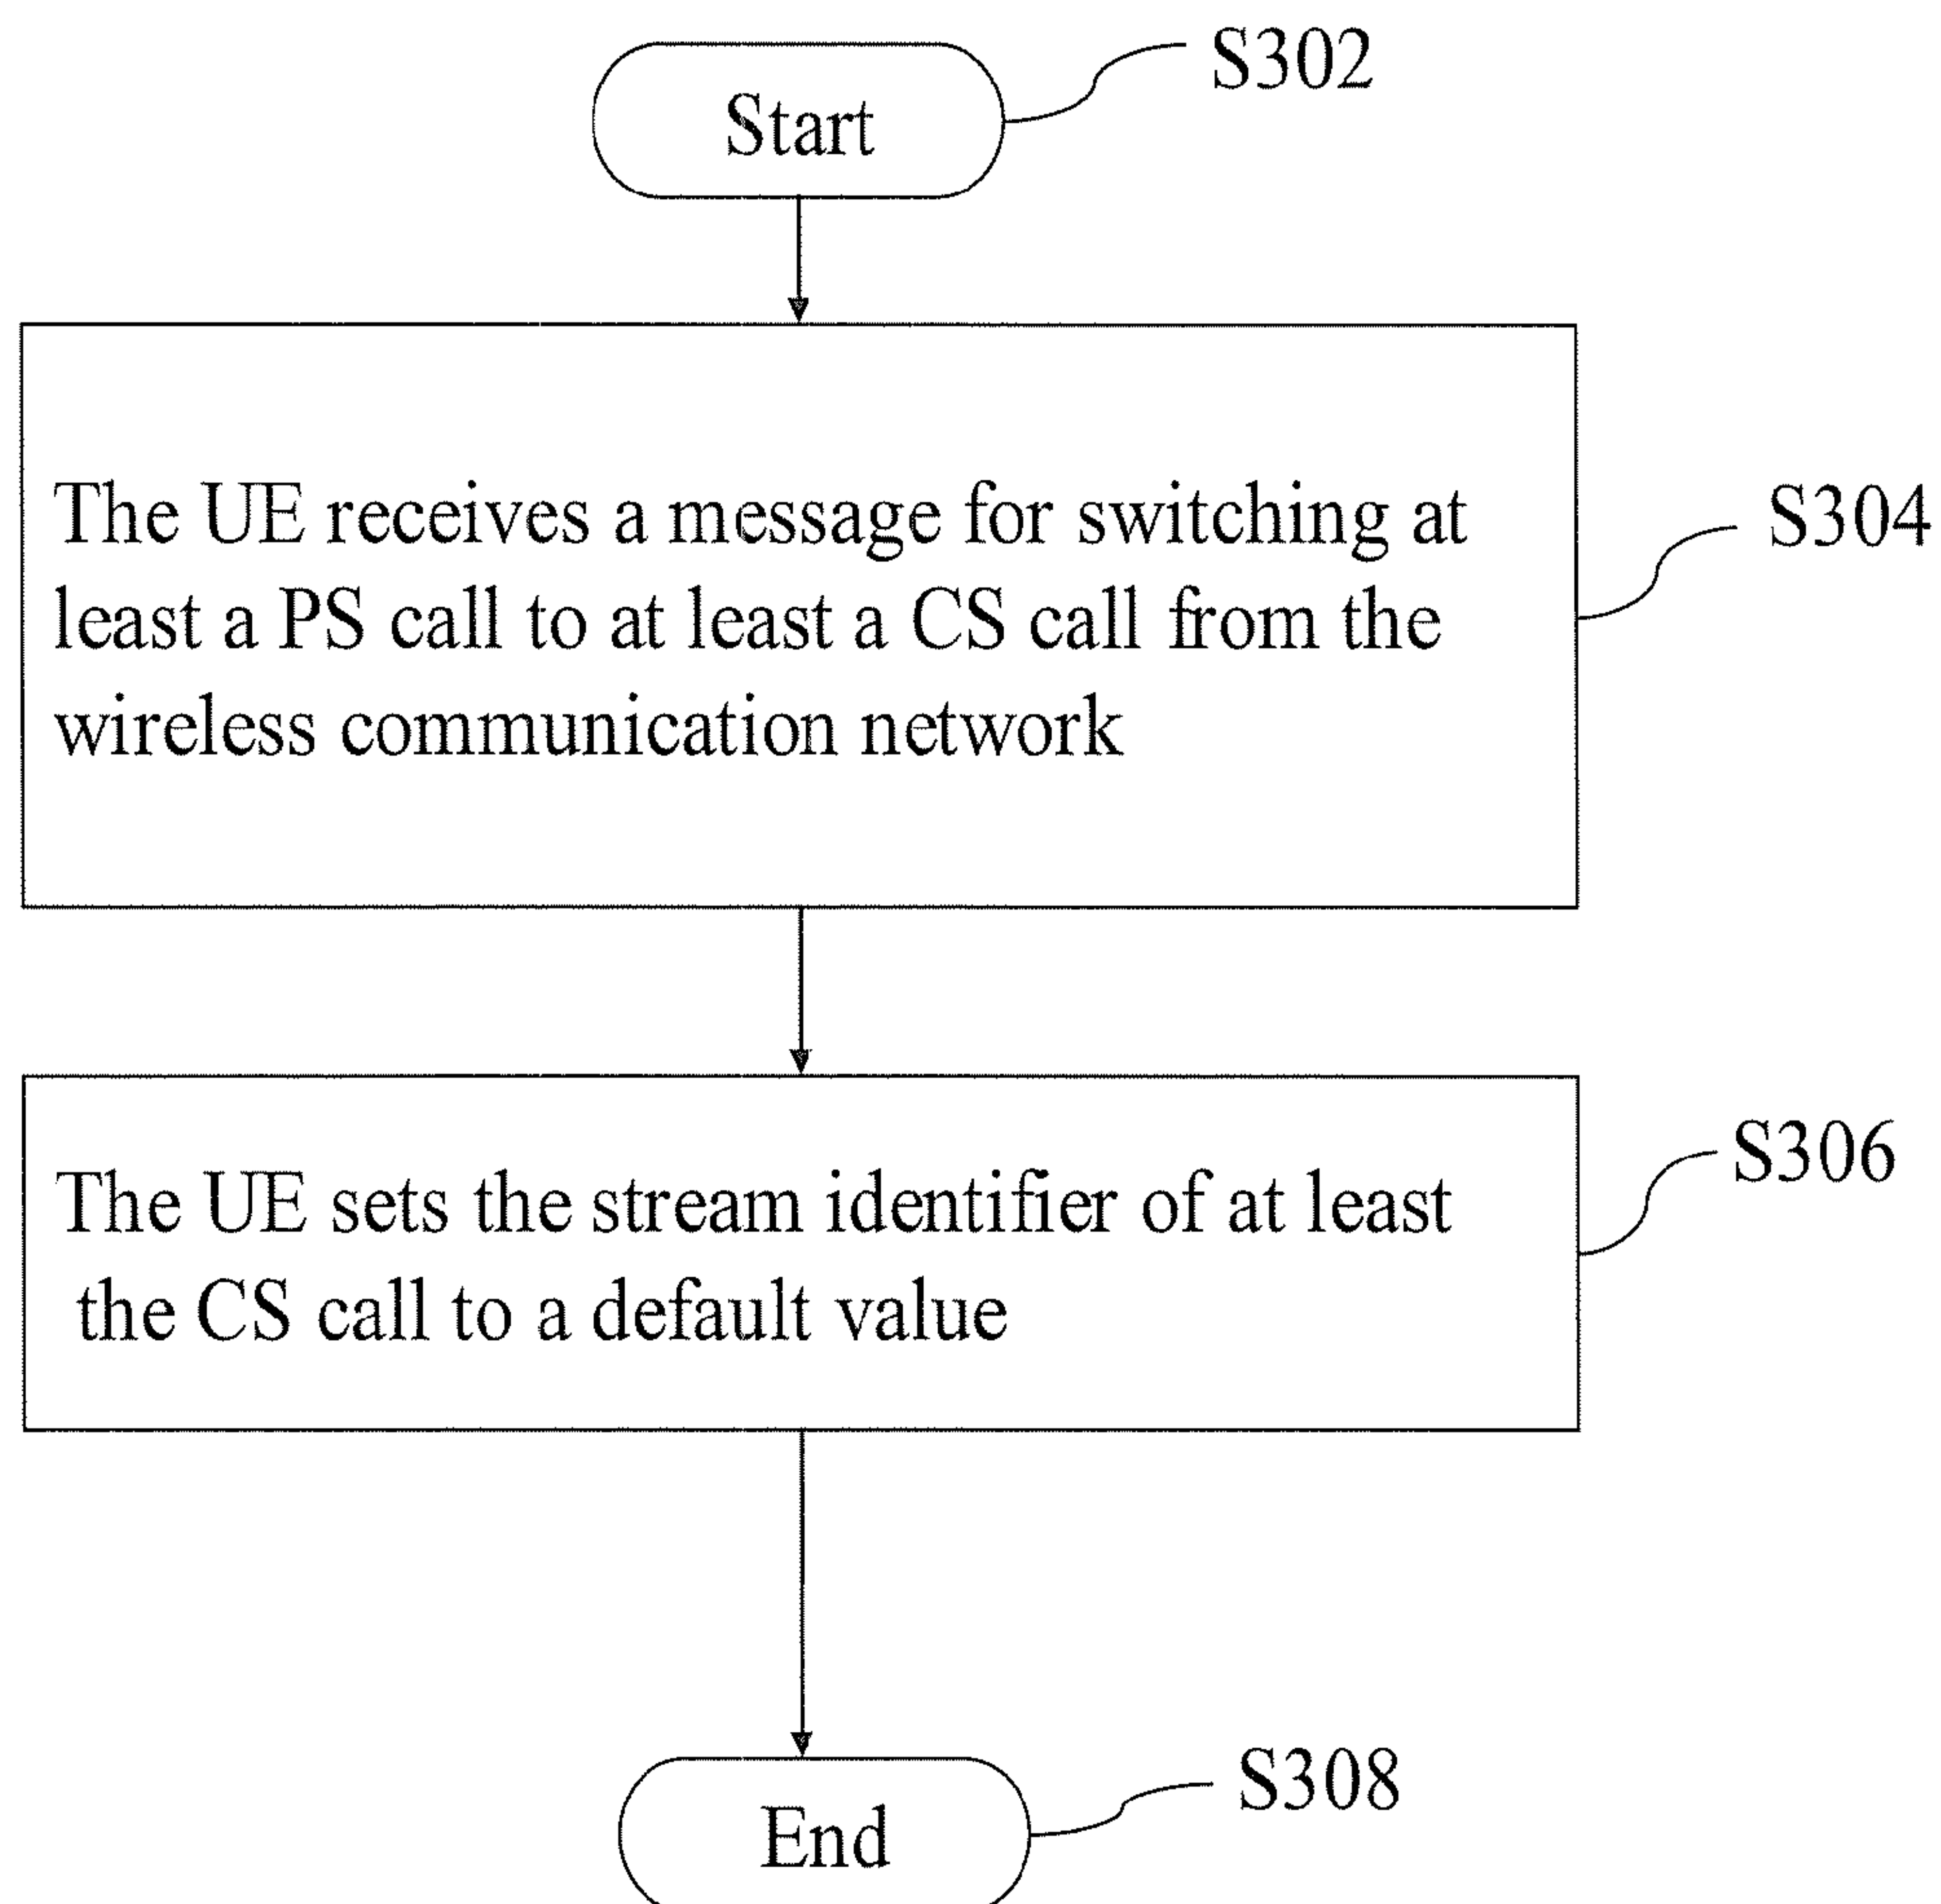 Start
S302
The UE receives a message for switching at
least a PS call to at least a CS call from the
wireless communication network
S304
The UE sets the stream identifier of at least
the CS call to a default value
S306
End
S308